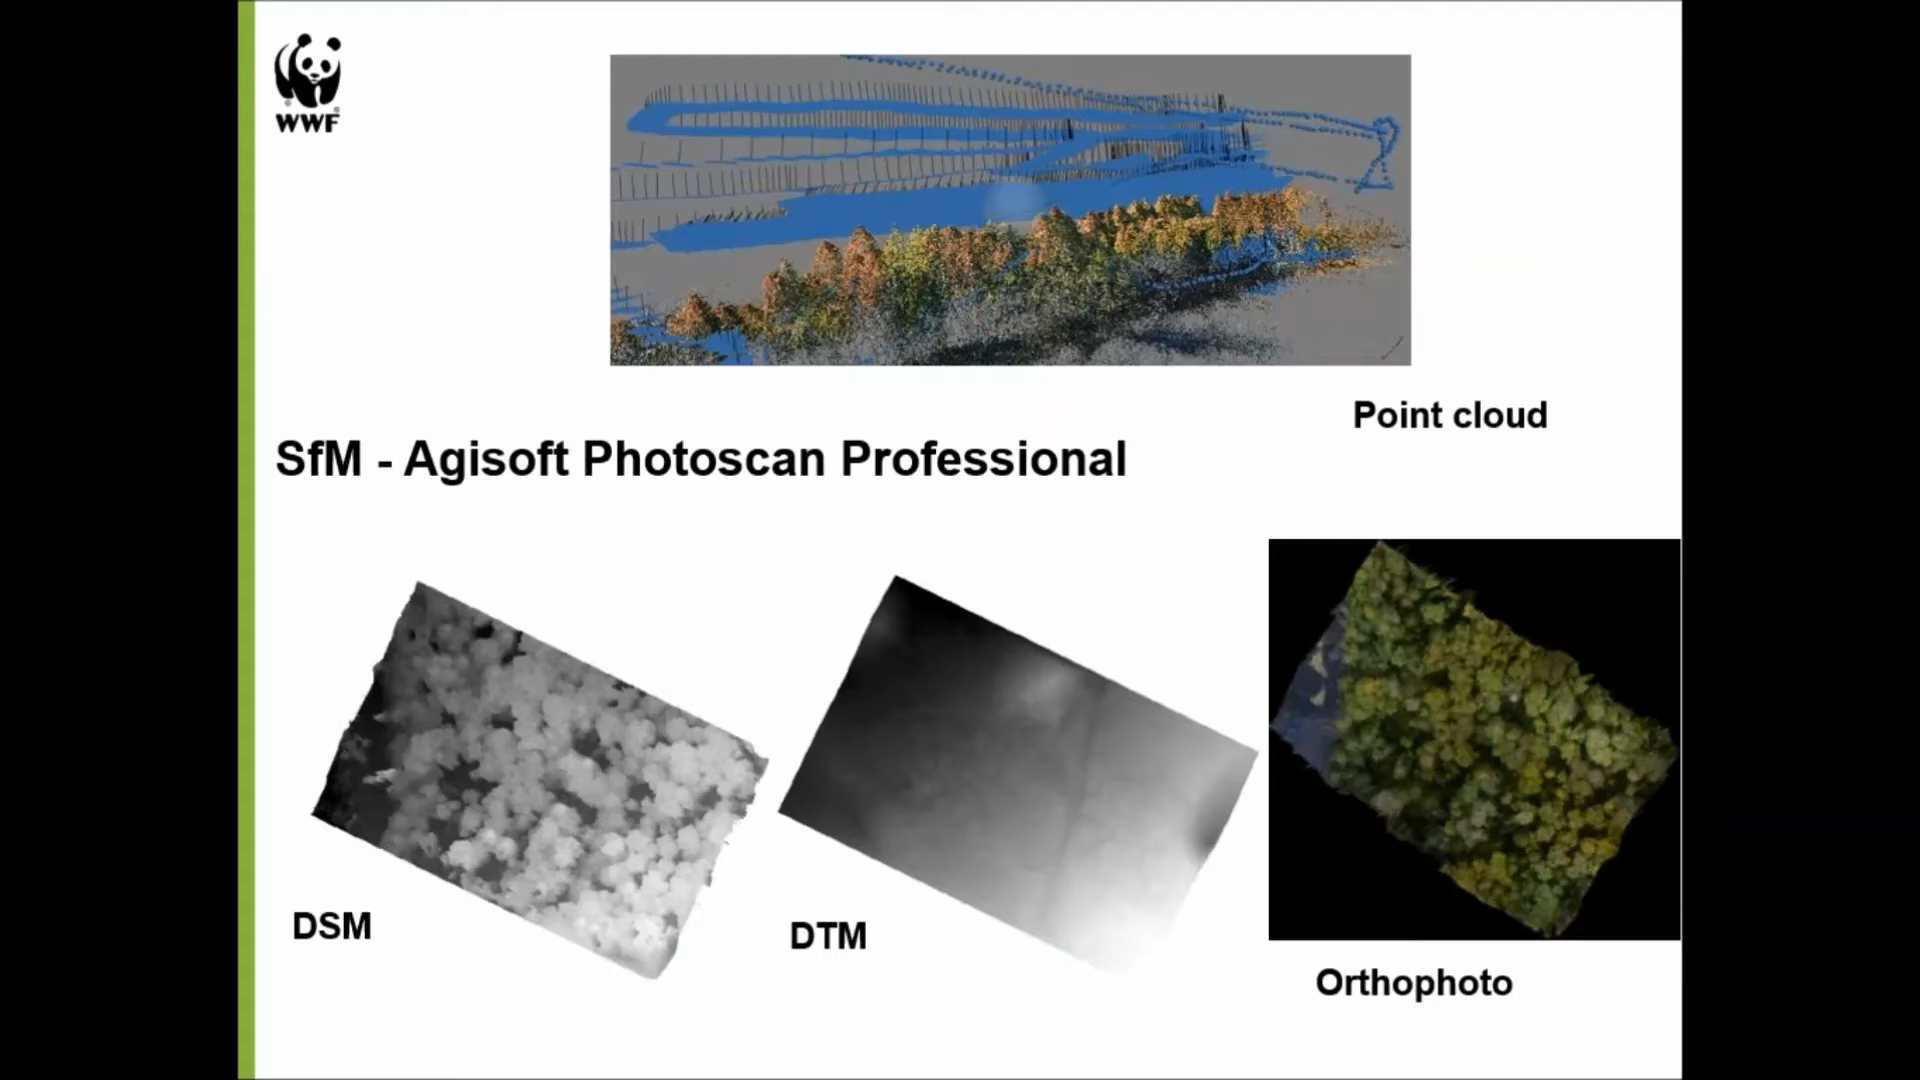 WWF
Point cloud
SfM - Agisoft Photoscan Professional
DSM
DTM
Orthophoto